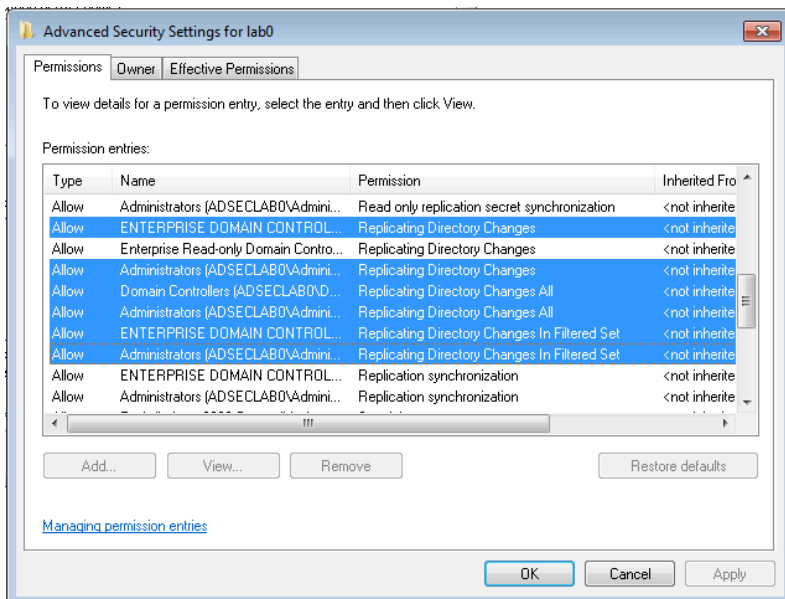 Advanced Security Settings for lab0
Permissions Owner Effective Permissions
To view details for a permission entry, select the entry and then click View.
Permission entries:
Type Name Permission Inherited Fro
Allow Administrators (ADSECLAB0\Admini... Read only replication secret synchronization <not inherite
Allow ENTERPRISE DOMAIN CONTROL... Replicating Directory Changes <not inherite
Allow Enterprise Read-only Domain Contro... Replicating Directory Changes <not inherite
Allow Administrators (ADSECLAB0\Admini... Replicating Directory Changes <not inherite
Allow Domain Controllers (ADSECLAB0\D... Replicating Directory Changes All <not inherite
Allow Administrators (ADSECLAB0\Admini... Replicating Directory Changes All <not inherite
Allow ENTERPRISE DOMAIN CONTROL... Replicating Directory Changes In Filtered Set <not inherite
Allow Administrators (ADSECLAB0\Admini... Replicating Directory Changes In Filtered Set <not inherite
Allow ENTERPRISE DOMAIN CONTROL... Replication synchronization <not inherite
Allow Administrators (ADSECLAB0\Admini... Replication synchronization <not inherite
Add... View... Remove Restore defaults
Managing permission entries
OK Cancel Apply